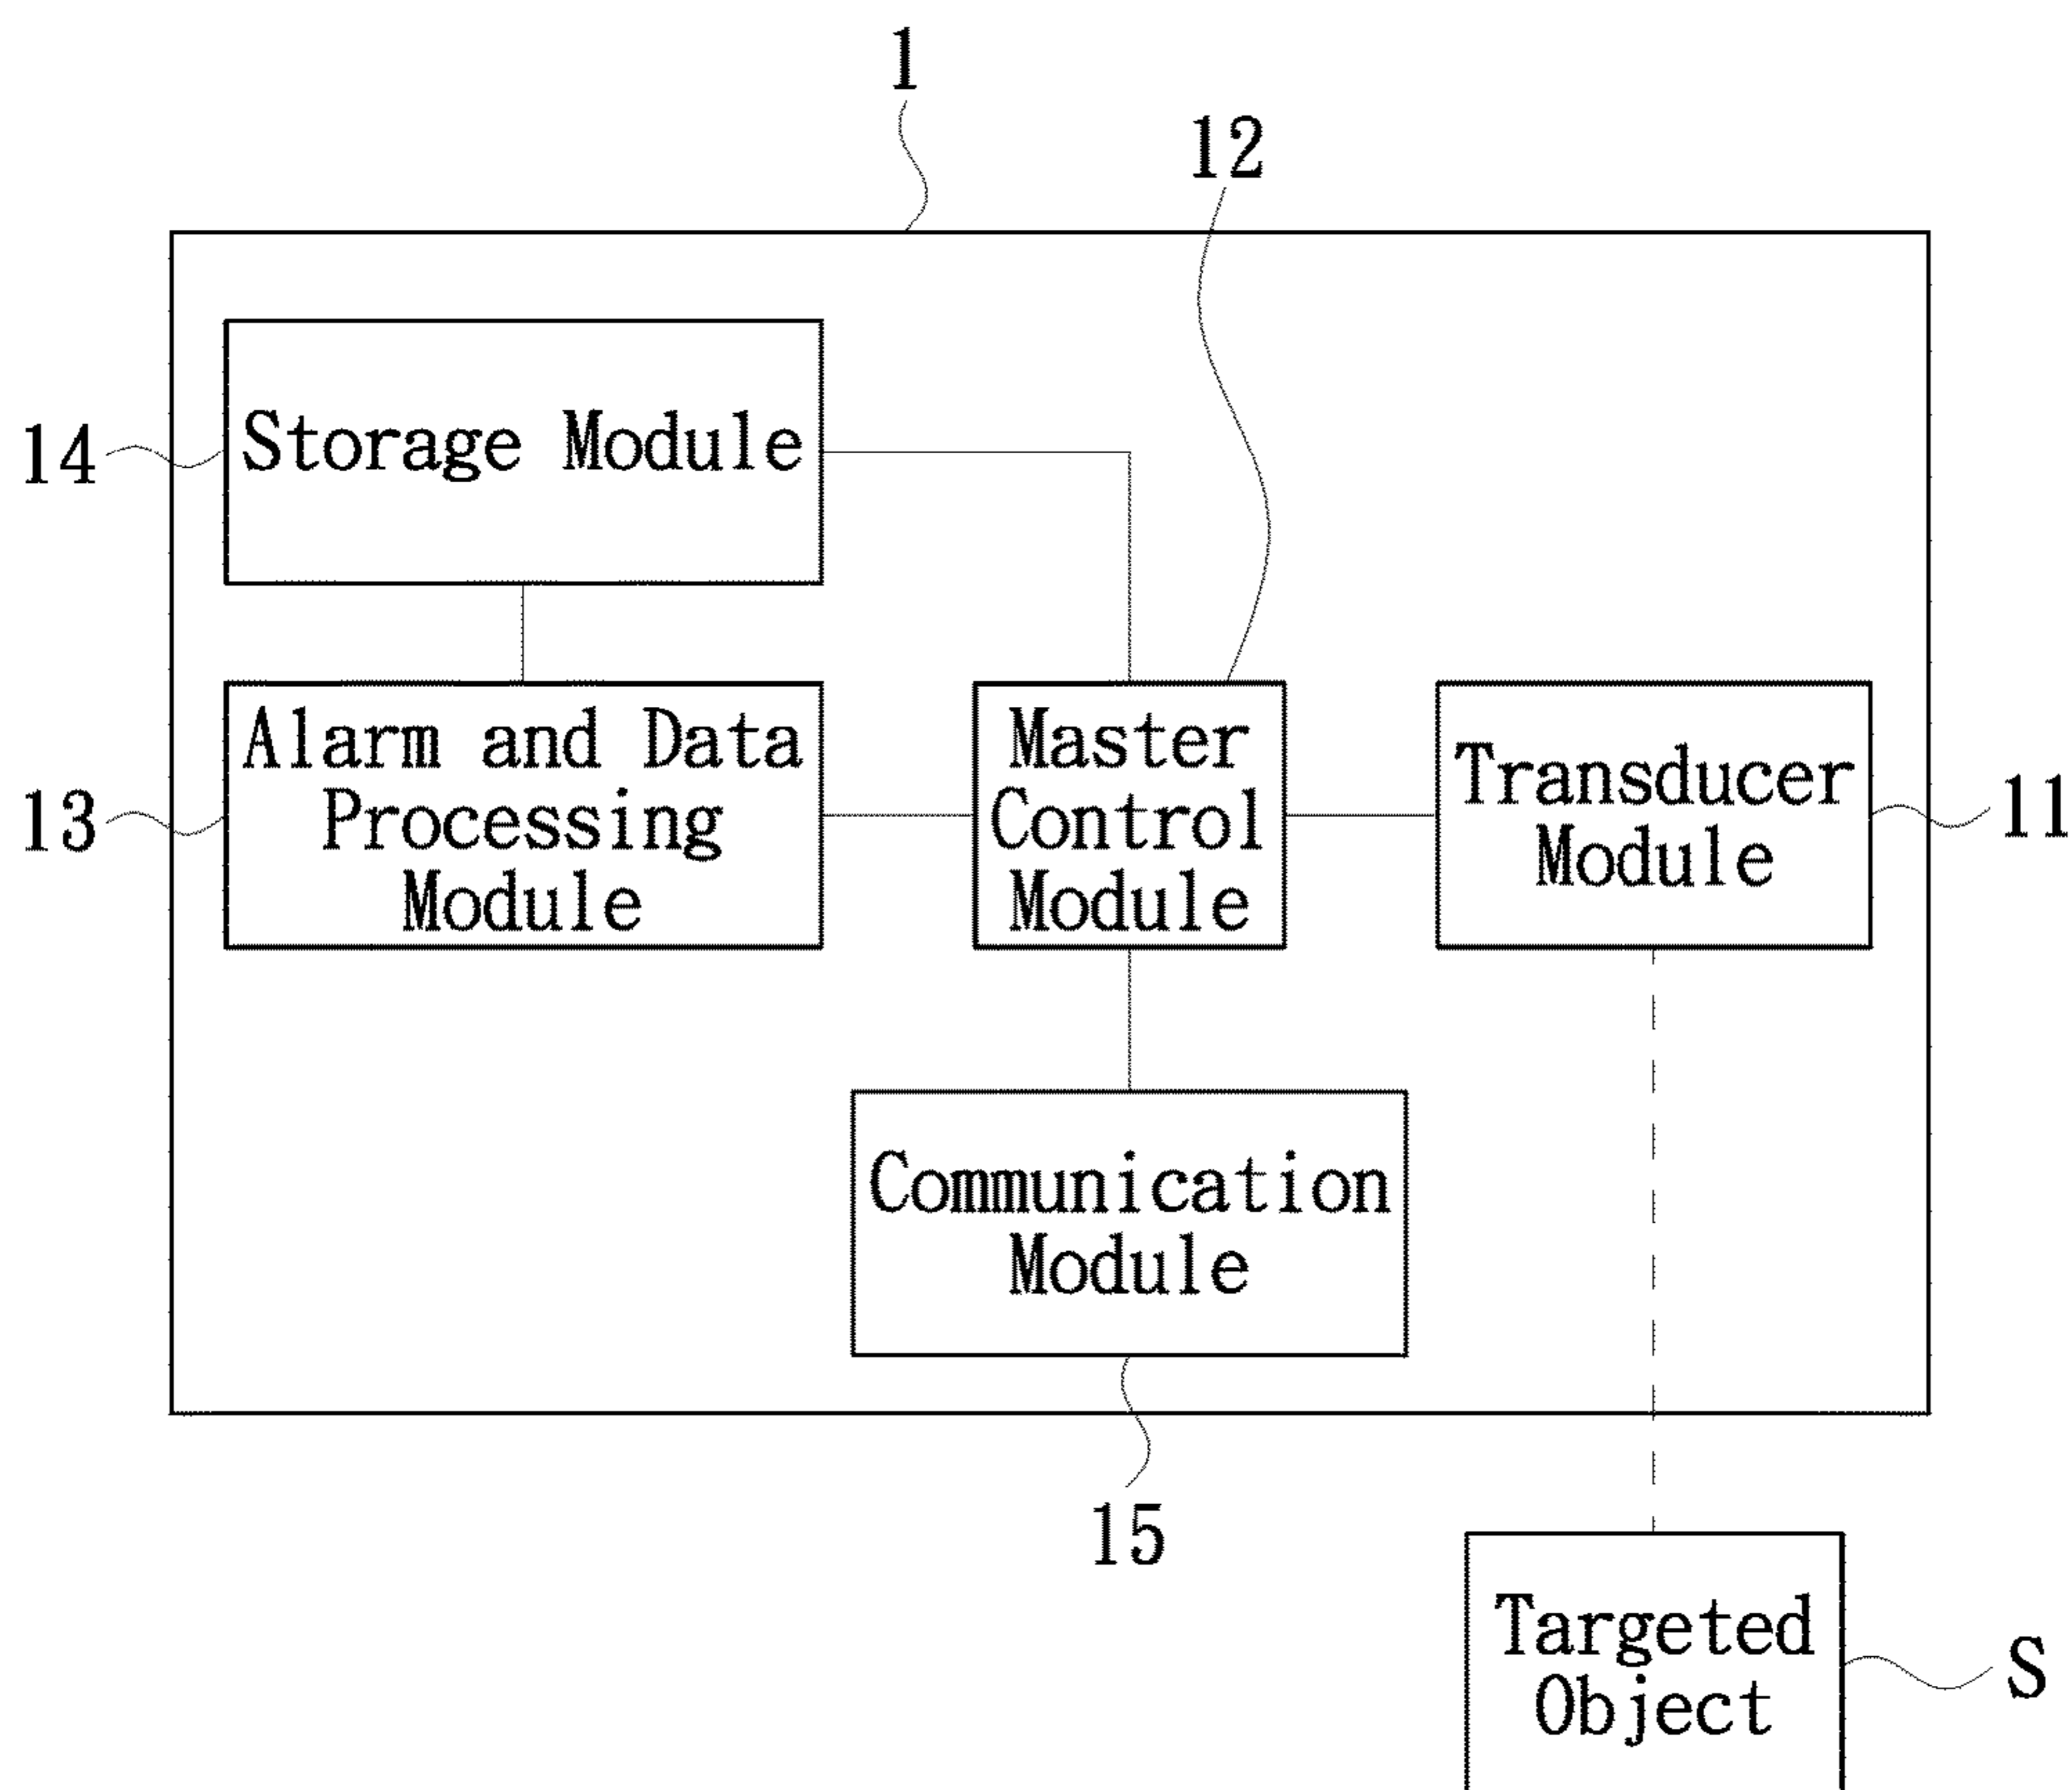 1
12
14
Storage Module
13
Alarm and Data
Processing
Module
Master
Control
Module
Transducer
Module
11
Communication
Module
15
Targeted
Object
S